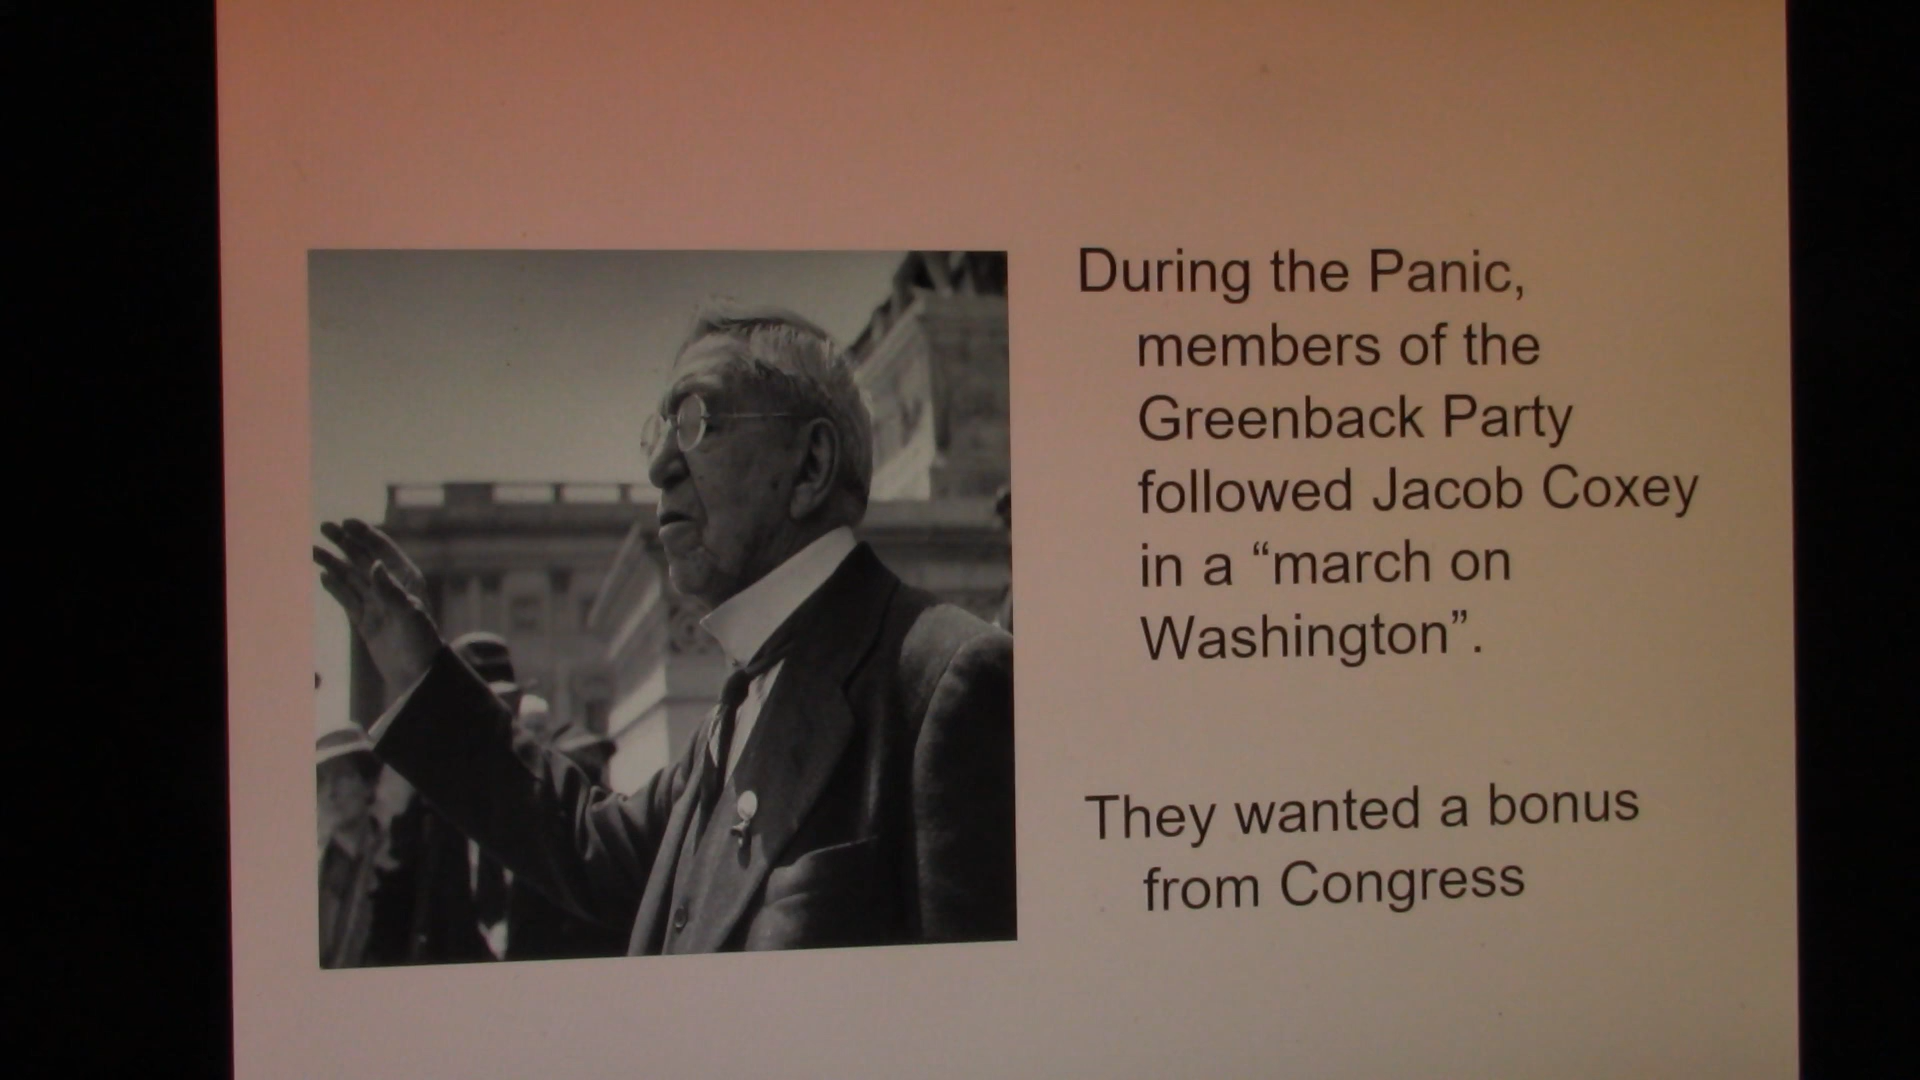 During the Panic,
members of the
Greenback Party
followed Jacob Coxey
in a “march on
Washington”.
They wanted a bonus
from Congress